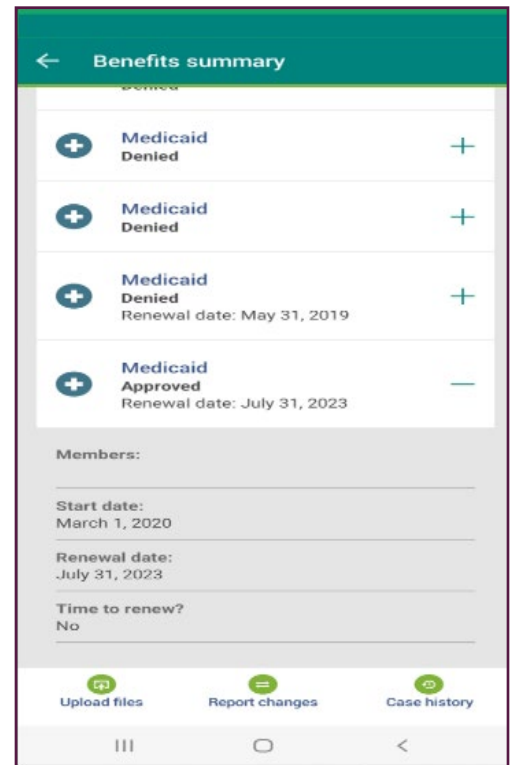 Benefits summary
Denied
Medicaid
Denied
Medicaid
Denied
Medicaid
Denied
Renewal date: May 31, 2019
Medicaid
Approved
Renewal date: July 31, 2023
Members:
Start date:
March 1, 2020
Renewal date:
July 31, 2023
Time to renew?
No
Upload files Report changes Case history